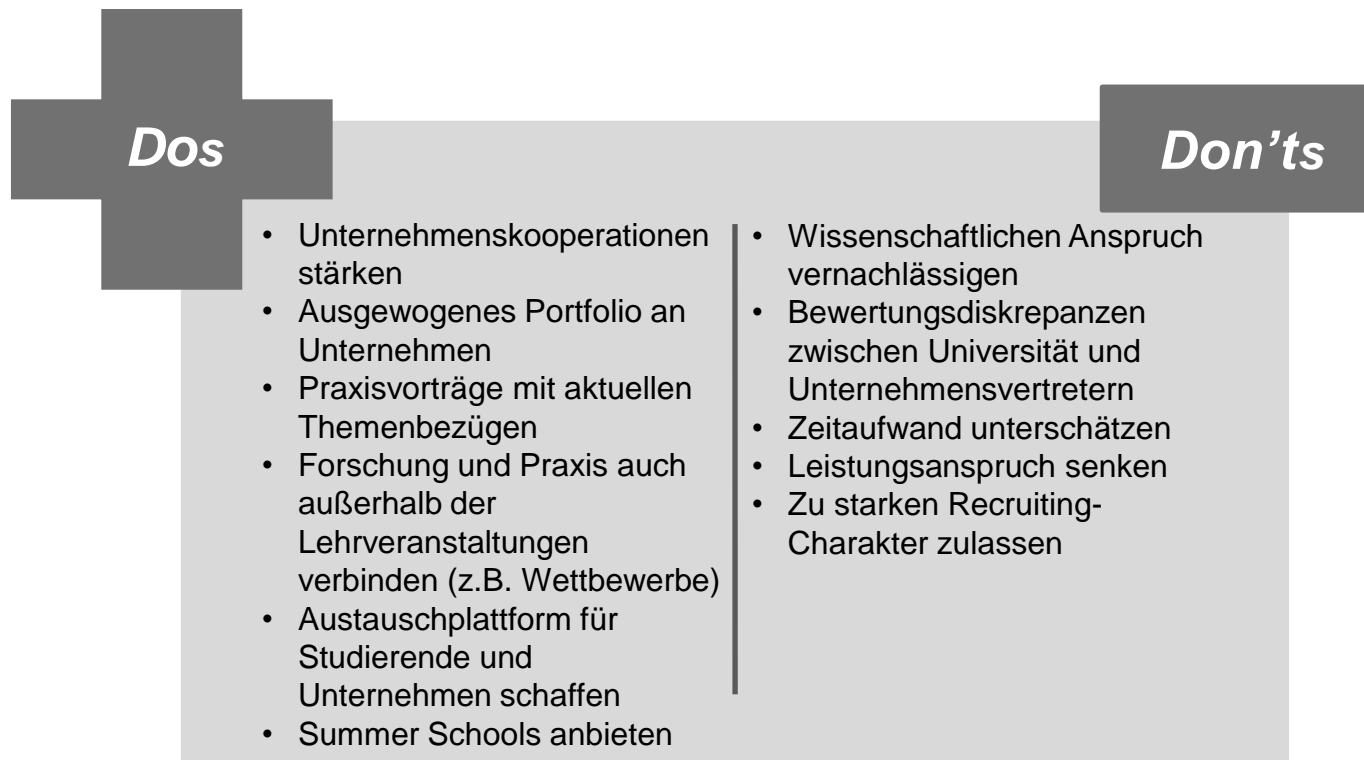 Dos
Don'ts
• Unternehmenskooperationen
stärken
• Ausgewogenes Portfolio an
Unternehmen
• Praxisvorträge mit aktuellen
Themenbezügen
• Forschung und Praxis auch
außerhalb der
Lehrveranstaltungen
verbinden (z.B. Wettbewerbe)
• Austauschplattform für
Studierende und
Unternehmen schaffen
• Summer Schools anbieten
• Wissenschaftlichen Anspruch
vernachlässigen
• Bewertungsdiskrepanzen
zwischen Universität und
Unternehmensvertretern
• Zeitaufwand unterschätzen
• Leistungsanspruch senken
• Zu starken Recruiting-
Charakter zulassen